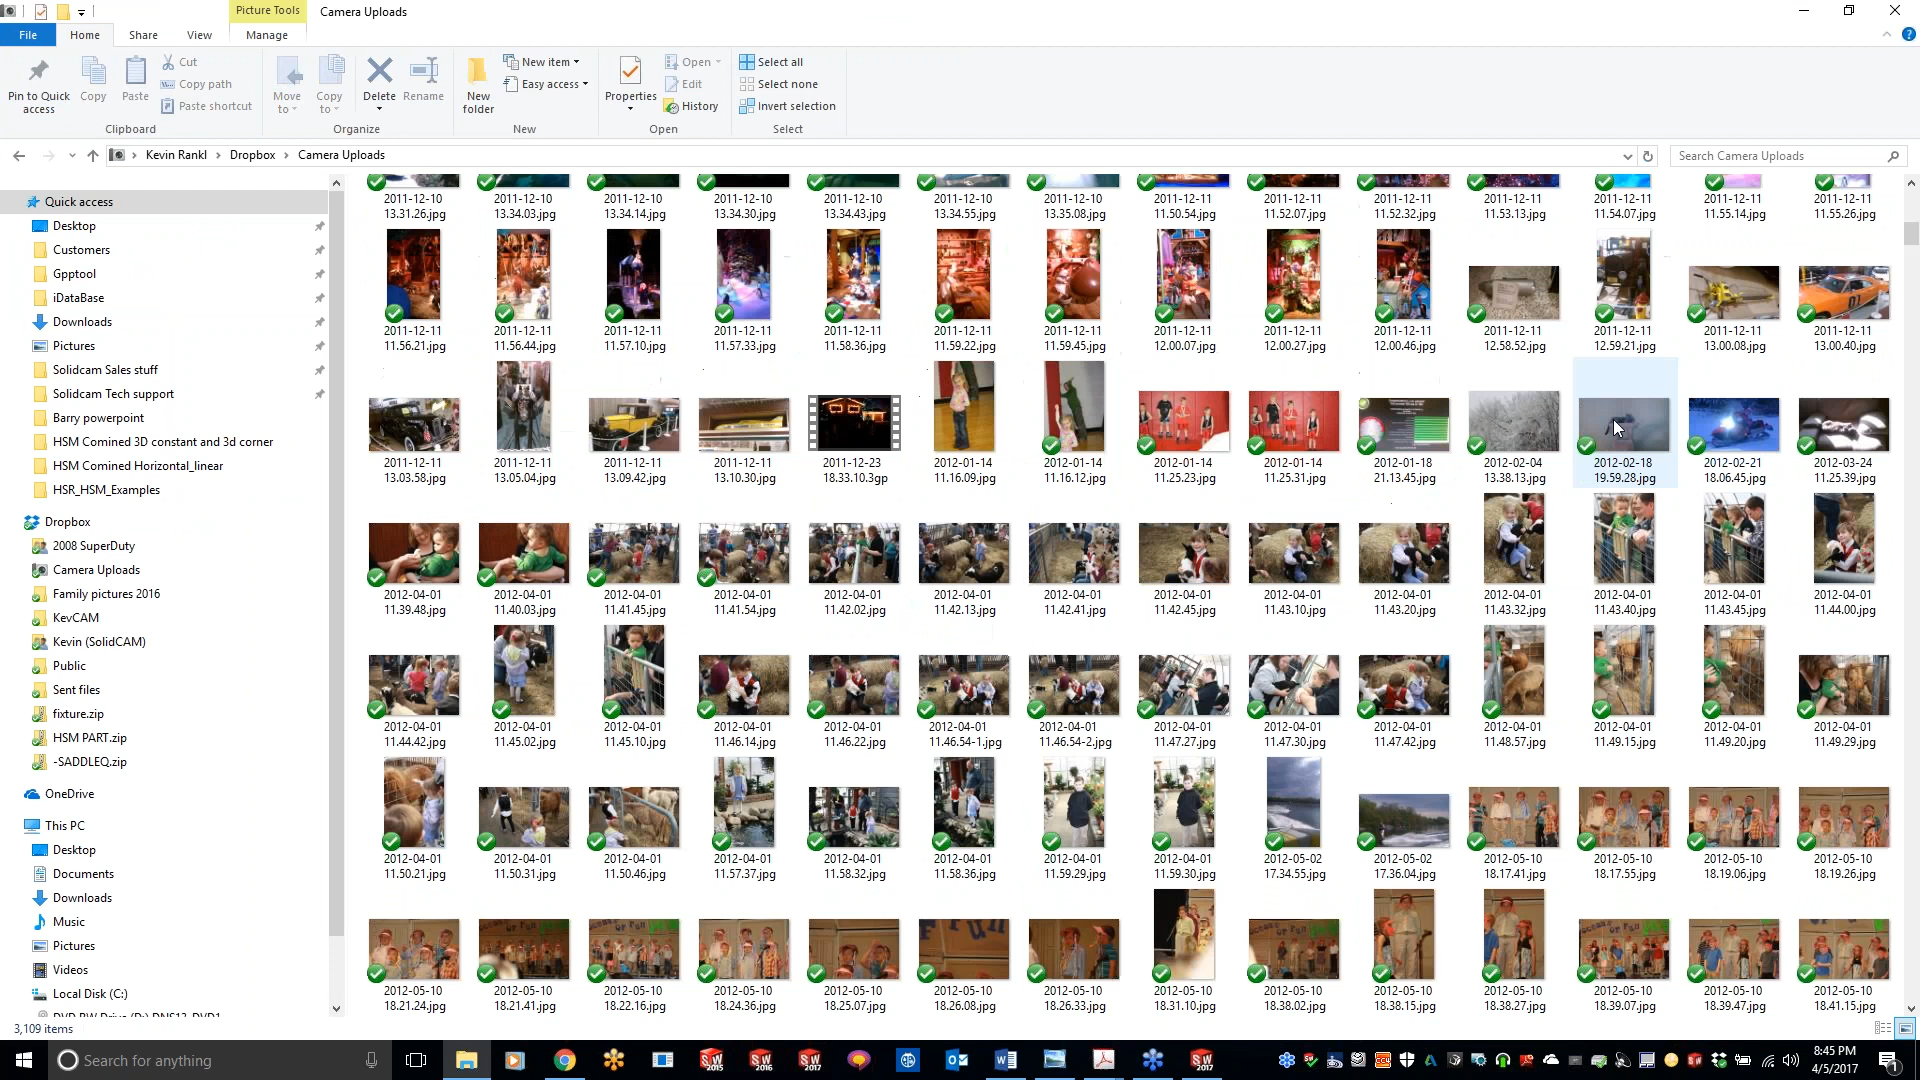 Picture Tools
Camera Uploads
File
Home
Share
View
Manage
Pin to Quick access
Copy
Paste
Cut
Copy path
Paste shortcut
Clipboard
Move to
Copy to
Delete
Rename
Organize
New folder
New item
Easy access
New
Properties
Open
Edit
History
Open
Select all
Select none
Invert selection
Select
Kevin Rankl
Dropbox
Camera Uploads
Search Camera Uploads
Quick access
Desktop
Customers
Gpptool
iDataBase
Downloads
Pictures
Solidcam Sales stuff
Solidcam Tech support
Barry powerpoint
HSM Comined 3D constant and 3d corner
HSM Comined Horizontal_linear
HSR_HSM_Examples
Dropbox
2008 SuperDuty
Camera Uploads
Family pictures 2016
KevCAM
Kevin (SolidCAM)
Public
Sent files
fixture.zip
HSM PART.zip
-SADDLEQ.zip
OneDrive
This PC
Desktop
Documents
Downloads
Music
Pictures
Videos
Local Disk (C:)
DVD RW Drive (D:) DNS13_DVD1
2011-12-10 13.31.26.jpg
2011-12-10 13.34.03.jpg
2011-12-10 13.34.14.jpg
2011-12-10 13.34.30.jpg
2011-12-10 13.34.43.jpg
2011-12-10 13.34.55.jpg
2011-12-10 13.35.08.jpg
2011-12-11 11.50.54.jpg
2011-12-11 11.52.07.jpg
2011-12-11 11.52.32.jpg
2011-12-11 11.53.13.jpg
2011-12-11 11.54.07.jpg
2011-12-11 11.55.14.jpg
2011-12-11 11.55.26.jpg
2011-12-11 11.56.21.jpg
2011-12-11 11.56.44.jpg
2011-12-11 11.57.10.jpg
2011-12-11 11.57.33.jpg
2011-12-11 11.58.36.jpg
2011-12-11 11.59.22.jpg
2011-12-11 11.59.45.jpg
2011-12-11 12.00.07.jpg
2011-12-11 12.00.27.jpg
2011-12-11 12.00.46.jpg
2011-12-11 12.58.52.jpg
2011-12-11 12.59.21.jpg
2011-12-11 13.00.08.jpg
2011-12-11 13.00.40.jpg
2011-12-11 13.03.58.jpg
2011-12-11 13.05.04.jpg
2011-12-11 13.09.42.jpg
2011-12-11 13.10.30.jpg
2011-12-23 18.33.10.3gp
2012-01-14 11.16.09.jpg
2012-01-14 11.16.12.jpg
2012-01-14 11.25.23.jpg
2012-01-14 11.25.31.jpg
2012-01-18 21.13.45.jpg
2012-02-04 13.38.13.jpg
2012-02-18 19.59.28.jpg
2012-02-21 18.06.45.jpg
2012-03-24 11.25.39.jpg
2012-04-01 11.39.48.jpg
2012-04-01 11.40.03.jpg
2012-04-01 11.41.45.jpg
2012-04-01 11.41.54.jpg
2012-04-01 11.42.02.jpg
2012-04-01 11.42.13.jpg
2012-04-01 11.42.41.jpg
2012-04-01 11.42.45.jpg
2012-04-01 11.43.10.jpg
2012-04-01 11.43.20.jpg
2012-04-01 11.43.32.jpg
2012-04-01 11.43.40.jpg
2012-04-01 11.43.45.jpg
2012-04-01 11.44.00.jpg
2012-04-01 11.44.42.jpg
2012-04-01 11.45.02.jpg
2012-04-01 11.45.10.jpg
2012-04-01 11.46.14.jpg
2012-04-01 11.46.22.jpg
2012-04-01 11.46.54-1.jpg
2012-04-01 11.46.54-2.jpg
2012-04-01 11.47.27.jpg
2012-04-01 11.47.30.jpg
2012-04-01 11.47.42.jpg
2012-04-01 11.48.57.jpg
2012-04-01 11.49.15.jpg
2012-04-01 11.49.20.jpg
2012-04-01 11.49.29.jpg
2012-04-01 11.50.21.jpg
2012-04-01 11.50.31.jpg
2012-04-01 11.50.46.jpg
2012-04-01 11.57.37.jpg
2012-04-01 11.58.32.jpg
2012-04-01 11.58.36.jpg
2012-04-01 11.59.29.jpg
2012-04-01 11.59.30.jpg
2012-05-02 17.34.55.jpg
2012-05-02 17.36.04.jpg
2012-05-10 18.17.41.jpg
2012-05-10 18.17.55.jpg
2012-05-10 18.19.06.jpg
2012-05-10 18.19.26.jpg
2012-05-10 18.21.24.jpg
2012-05-10 18.21.41.jpg
2012-05-10 18.22.16.jpg
2012-05-10 18.24.36.jpg
2012-05-10 18.25.07.jpg
2012-05-10 18.26.08.jpg
2012-05-10 18.26.33.jpg
2012-05-10 18.31.10.jpg
2012-05-10 18.38.02.jpg
2012-05-10 18.38.15.jpg
2012-05-10 18.38.27.jpg
2012-05-10 18.39.07.jpg
2012-05-10 18.39.47.jpg
2012-05-10 18.41.15.jpg
3,109 items
Search for anything
8:45 PM
4/5/2017